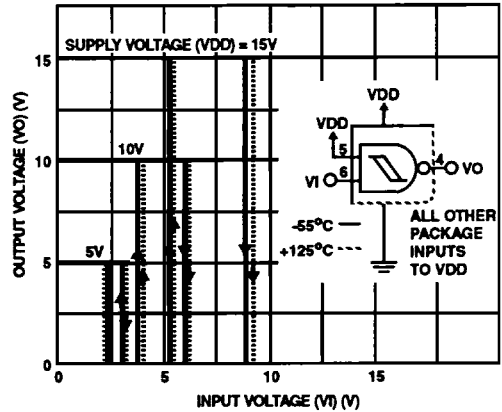 SUPPLY VOLTAGE (VDD) = 15V
15
10V
10
5V
5
0
OUTPUT VOLTAGE (VO) (V)
0
5
10
15
INPUT VOLTAGE (VI) (V)
VDD
VDD
5
VI
6
4
VO
-55°C
+125°C
ALL OTHER
PACKAGE
INPUTS
TO VDD